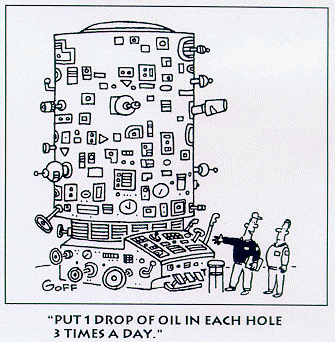 GOFF
"PUT 1 DROP OF OIL IN EACH HOLE
3 TIMES A DAY."